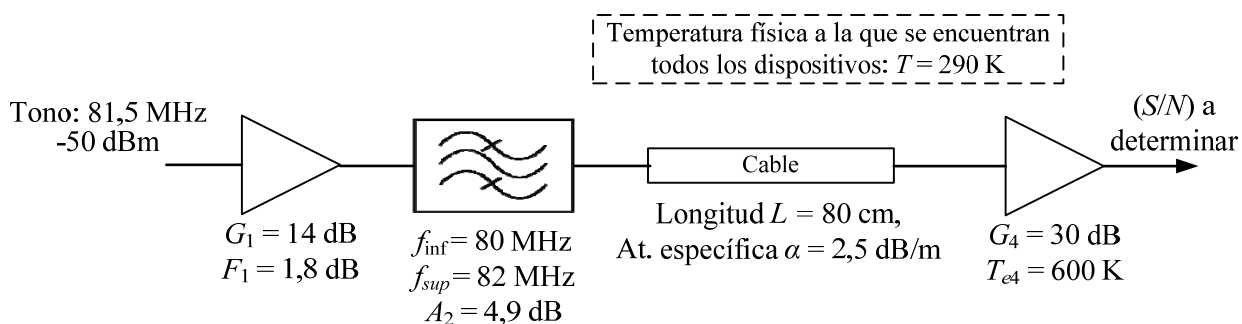 Temperatura física a la que se encuentran
todos los dispositivos: T = 290 K
Tono: 81,5 MHz
-50 dBm
(S/N) a
determinar
Cable
G1 = 14 dB
F1 = 1,8 dB
finf = 80 MHz
fsup = 82 MHz
A2 = 4,9 dB
Longitud L = 80 cm,
At. específica α = 2,5 dB/m
G4 = 30 dB
Te4 = 600 K